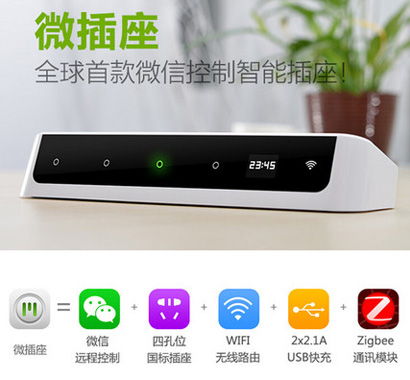 微插座
全球首款微信控制智能插座!
23:45
微插座 = 微信 + 四孔位 + WIFI + 2x2.1A + Zigbee
远程控制 国标插座 无线路由 USB快充 通讯模块